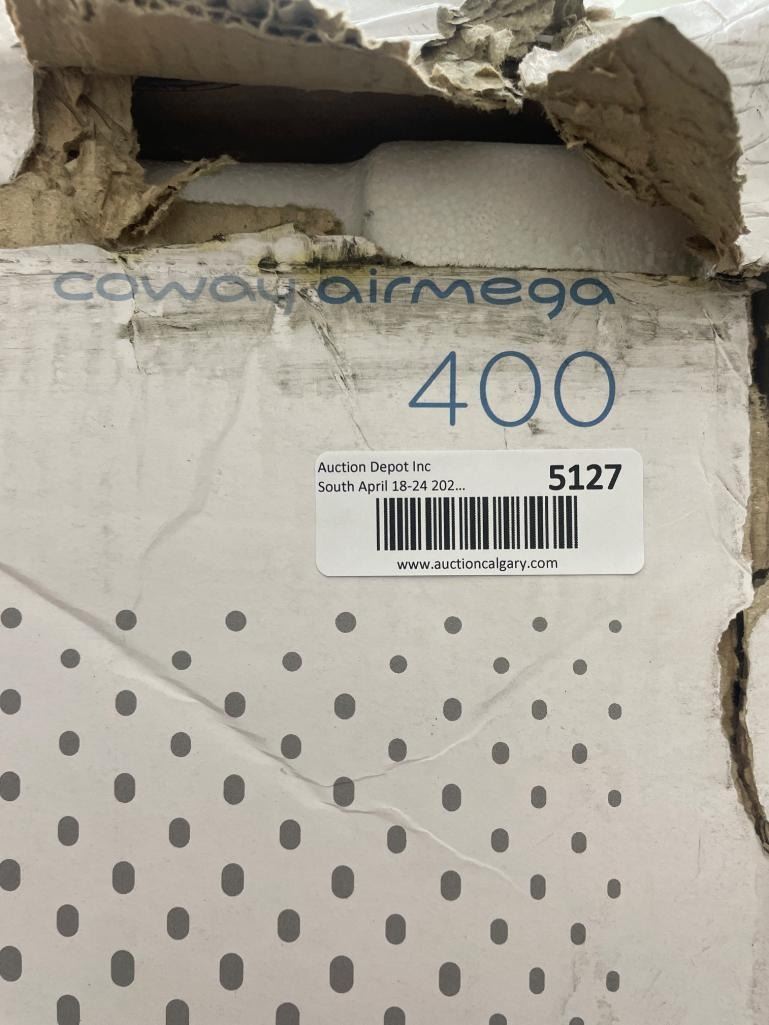 coway airmega
400
Auction Depot Inc
South April 18-24 202...
5127
www.auctioncalgary.com